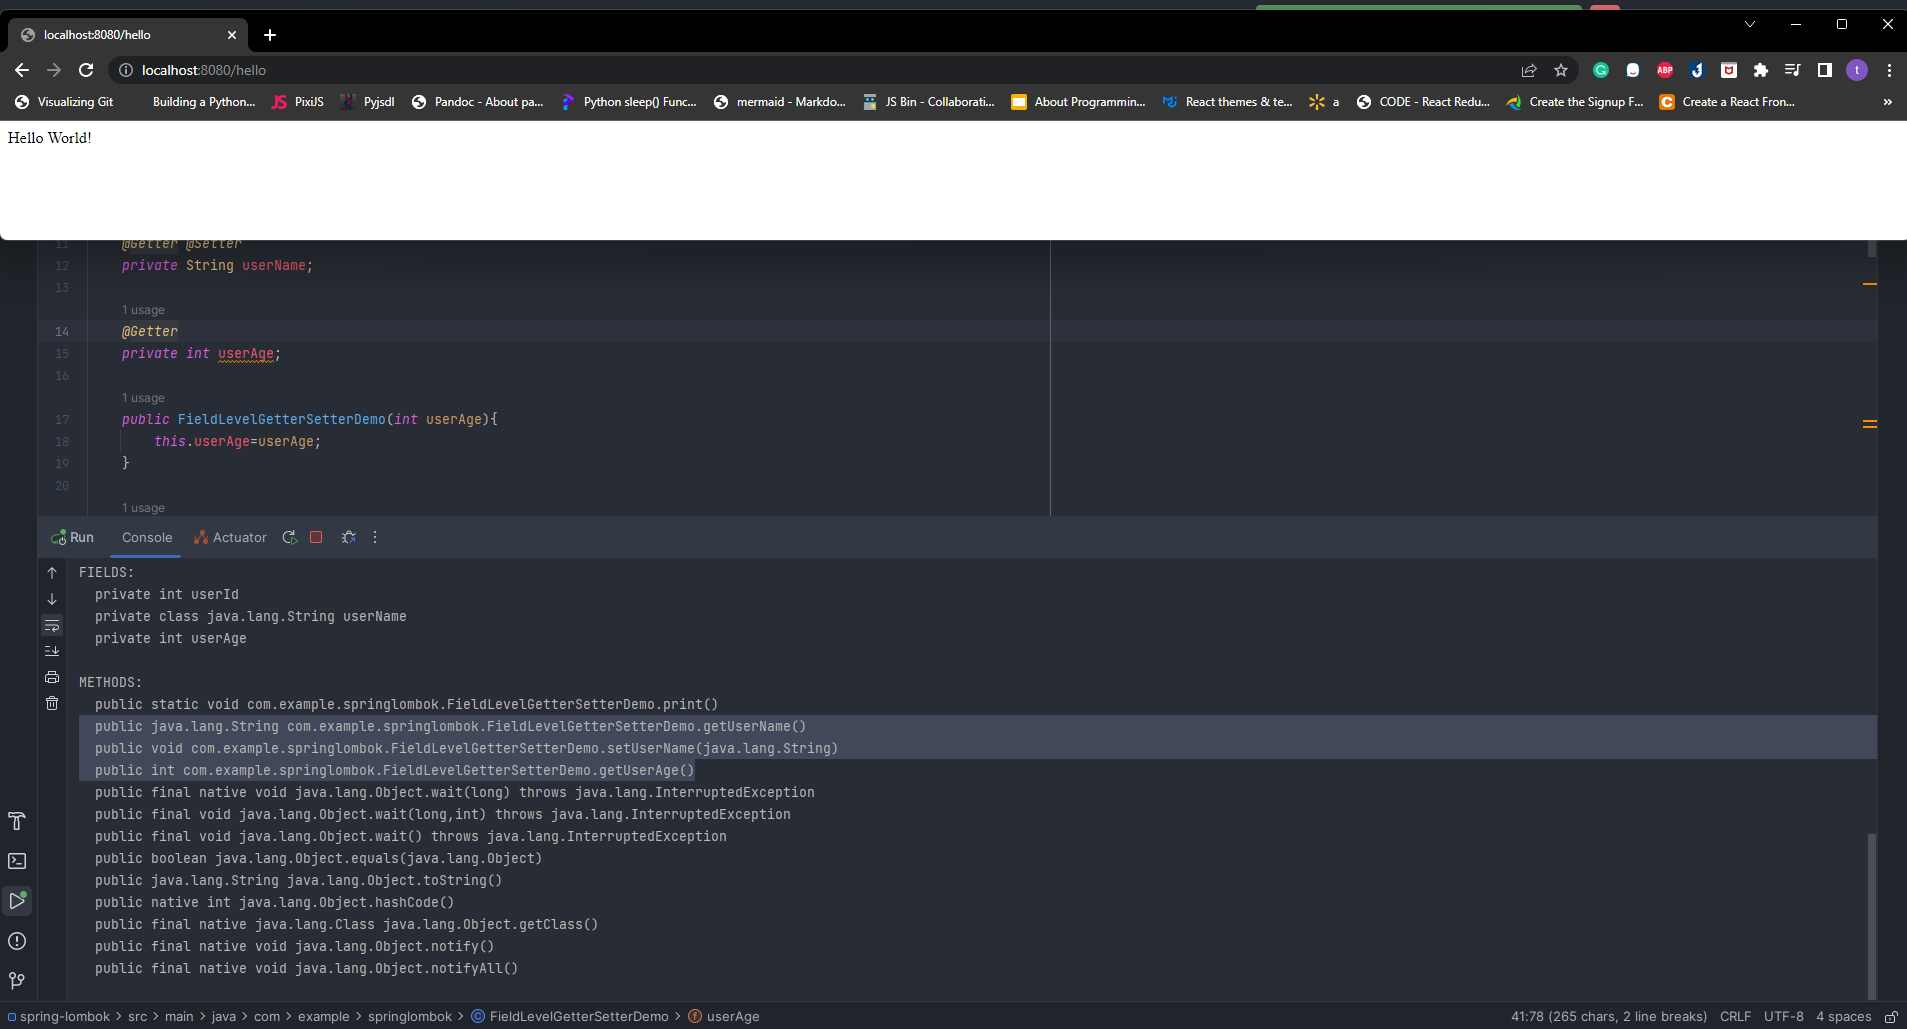 localhost:8080/hello
localhost:8080/hello
ABP
t
Visualizing Git
Building a Python...
JS PixiJS
Pyjsdl
Pandoc - About pa...
Python sleep() Func...
mermaid - Markdo...
JS Bin - Collaborati...
About Programmin...
React themes & te...
a
CODE - React Redu...
Create the Signup F...
C Create a React Fron...
»
Hello World!
11 @Getter @Setter
12 private String userName;
13
1 usage
14 @Getter
15 private int userAge;
16
1 usage
17 public FieldLevelGetterSetterDemo(int userAge){
18 this.userAge=userAge;
19 }
20
1 usage
Run Console Actuator
FIELDS:
private int userId
private class java.lang.String userName
private int userAge
METHODS:
public static void com.example.springlombok.FieldLevelGetterSetterDemo.print()
public java.lang.String com.example.springlombok.FieldLevelGetterSetterDemo.getUserName()
public void com.example.springlombok.FieldLevelGetterSetterDemo.setUserName(java.lang.String)
public int com.example.springlombok.FieldLevelGetterSetterDemo.getUserAge()
public final native void java.lang.Object.wait(long) throws java.lang.InterruptedException
public final void java.lang.Object.wait(long,int) throws java.lang.InterruptedException
public final void java.lang.Object.wait() throws java.lang.InterruptedException
public boolean java.lang.Object.equals(java.lang.Object)
public java.lang.String java.lang.Object.toString()
public native int java.lang.Object.hashCode()
public final native java.lang.Class java.lang.Object.getClass()
public final native void java.lang.Object.notify()
public final native void java.lang.Object.notifyAll()
spring-lombok > src > main > java > com > example > springlombok > FieldLevelGetterSetterDemo > userAge
41:78 (265 chars, 2 line breaks) CRLF UTF-8 4 spaces